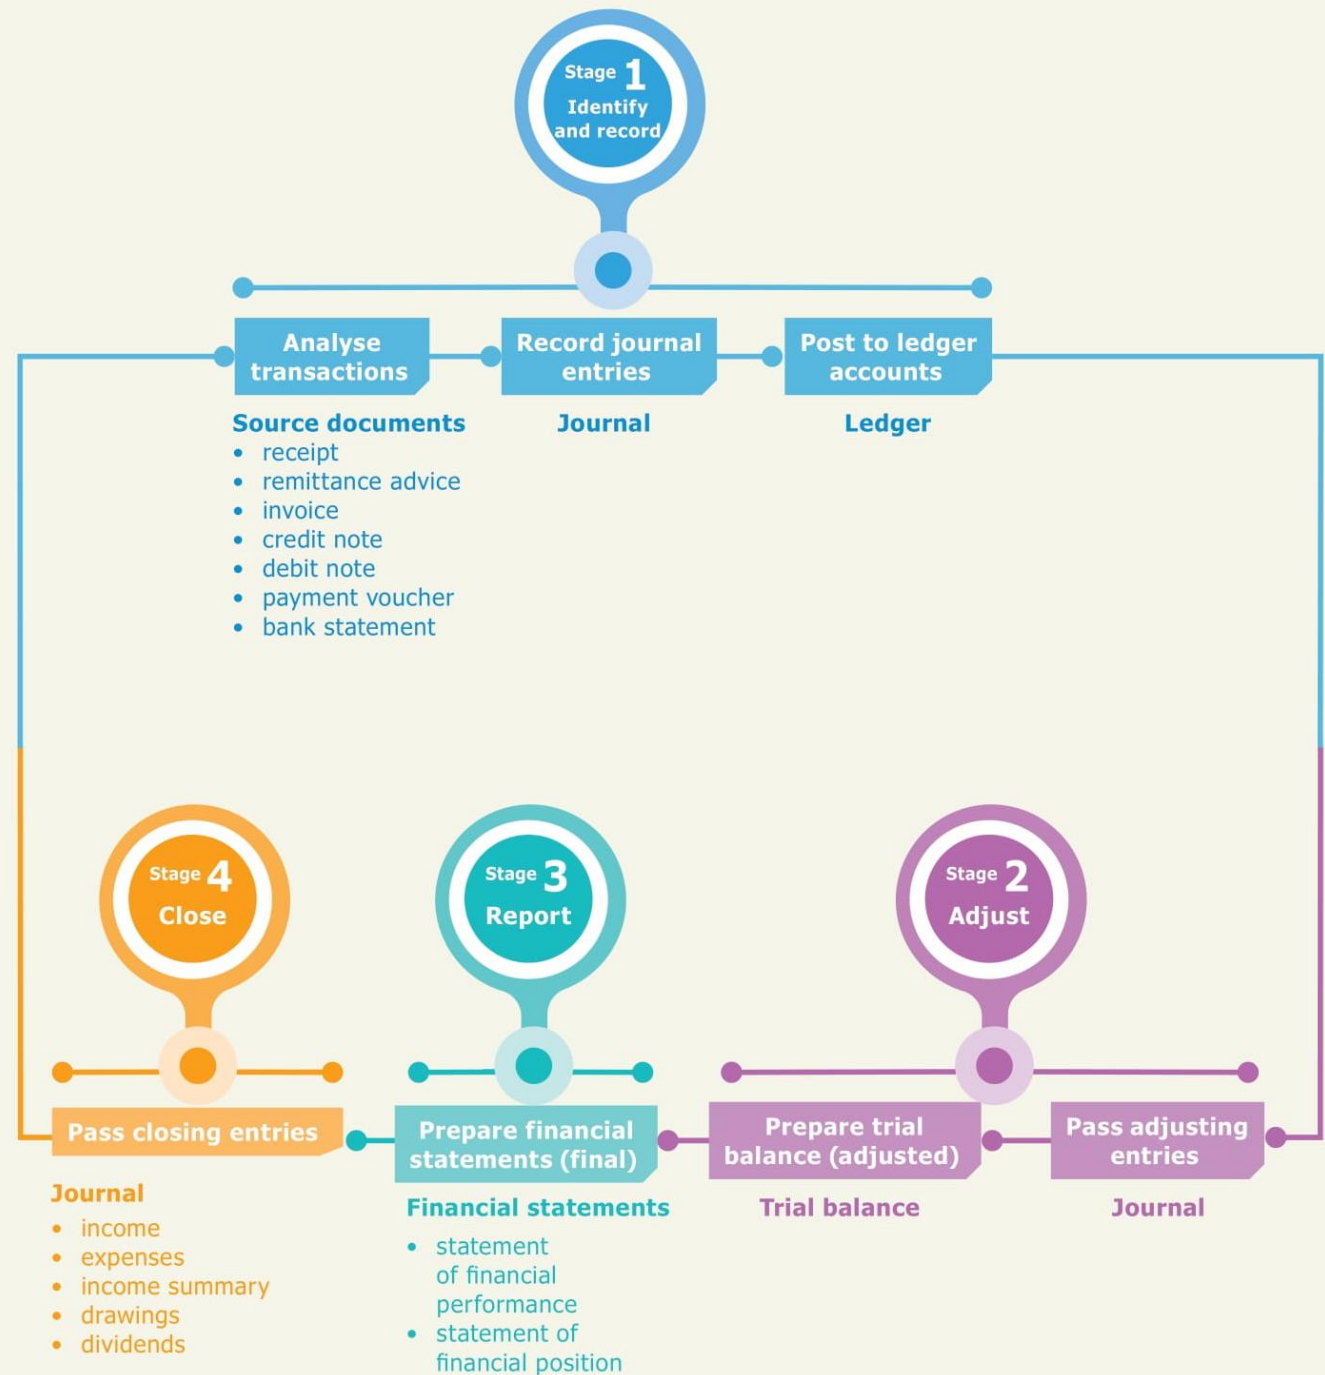 Stage 1
Identify
and record
Analyse
transactions
Record journal
entries
Post to ledger
accounts
Source documents
• receipt
• remittance advice
• invoice
• credit note
• debit note
• payment voucher
• bank statement
Journal
Ledger
Stage 4
Close
Stage 3
Report
Stage 2
Adjust
Pass closing entries
Prepare financial
statements (final)
Prepare trial
balance (adjusted)
Pass adjusting
entries
Journal
• income
• expenses
• income summary
• drawings
• dividends
Financial statements
• statement
of financial
performance
• statement of
financial position
Trial balance
Journal